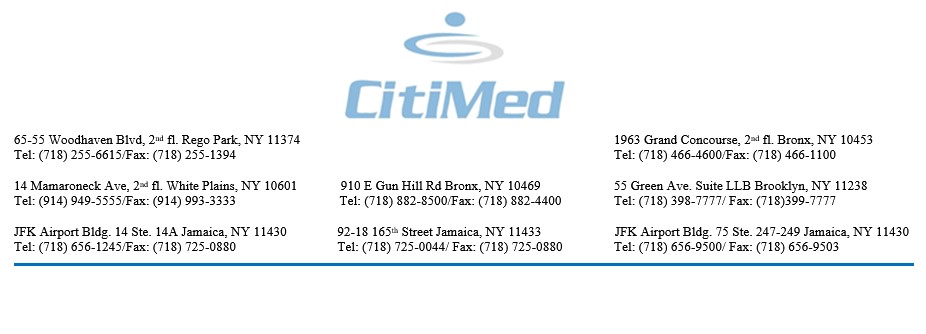 CitiMed
65-55 Woodhaven Blvd, 2nd fl. Rego Park, NY 11374
Tel: (718) 255-6615/Fax: (718) 255-1394
1963 Grand Concourse, 2nd fl. Bronx, NY 10453
Tel: (718) 466-4600/Fax: (718) 466-1100
14 Mamaroneck Ave, 2nd fl. White Plains, NY 10601
Tel: (914) 949-5555/Fax: (914) 993-3333
910 E Gun Hill Rd Bronx, NY 10469
Tel: (718) 882-8500/Fax: (718) 882-4400
55 Green Ave. Suite LLB Brooklyn, NY 11238
Tel: (718) 398-7777/ Fax: (718)399-7777
JFK Airport Bldg. 14 Ste. 14A Jamaica, NY 11430
Tel: (718) 656-1245/Fax: (718) 725-0880
92-18 165th Street Jamaica, NY 11433
Tel: (718) 725-0044/ Fax: (718) 725-0880
JFK Airport Bldg. 75 Ste. 247-249 Jamaica, NY 11430
Tel: (718) 656-9500/ Fax: (718) 656-9503